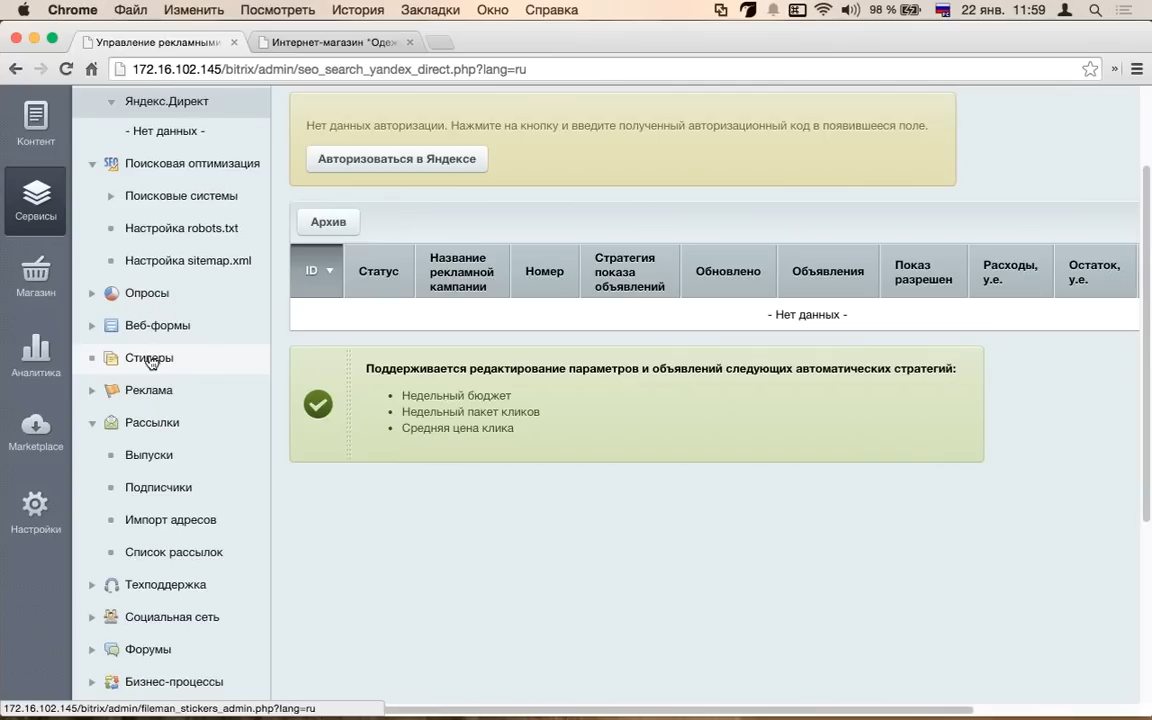 Chrome Файл Изменить Посмотреть История Закладки Окно Справка 98 % 22 янв. 11:59
Управление рекламными Интернет-магазин "Одеж
172.16.102.145/bitrix/admin/seo_search_yandex_direct.php?lang=ru
Контент
Сервисы
Магазин
Аналитика
Marketplace
Настройки
Яндекс.Директ
- Нет данных -
Поисковая оптимизация
Поисковые системы
Настройка robots.txt
Настройка sitemap.xml
Опросы
Веб-формы
Стикеры
Реклама
Рассылки
Выпуски
Подписчики
Импорт адресов
Список рассылок
Техподдержка
Социальная сеть
Форумы
Бизнес-процессы
Нет данных авторизации. Нажмите на кнопку и введите полученный авторизационный код в появившееся поле.
Авторизоваться в Яндексе
Архив
ID
Статус
Название
рекламной
кампании
Номер
Стратегия
показа
объявлений
Обновлено
Объявления
Показ
разрешен
Расходы,
у.е.
Остаток,
у.е.
- Нет данных -
Поддерживается редактирование параметров и объявлений следующих автоматических стратегий:
Недельный бюджет
Недельный пакет кликов
Средняя цена клика
172.16.102.145/bitrix/admin/fileman_stickers_admin.php?lang=ru